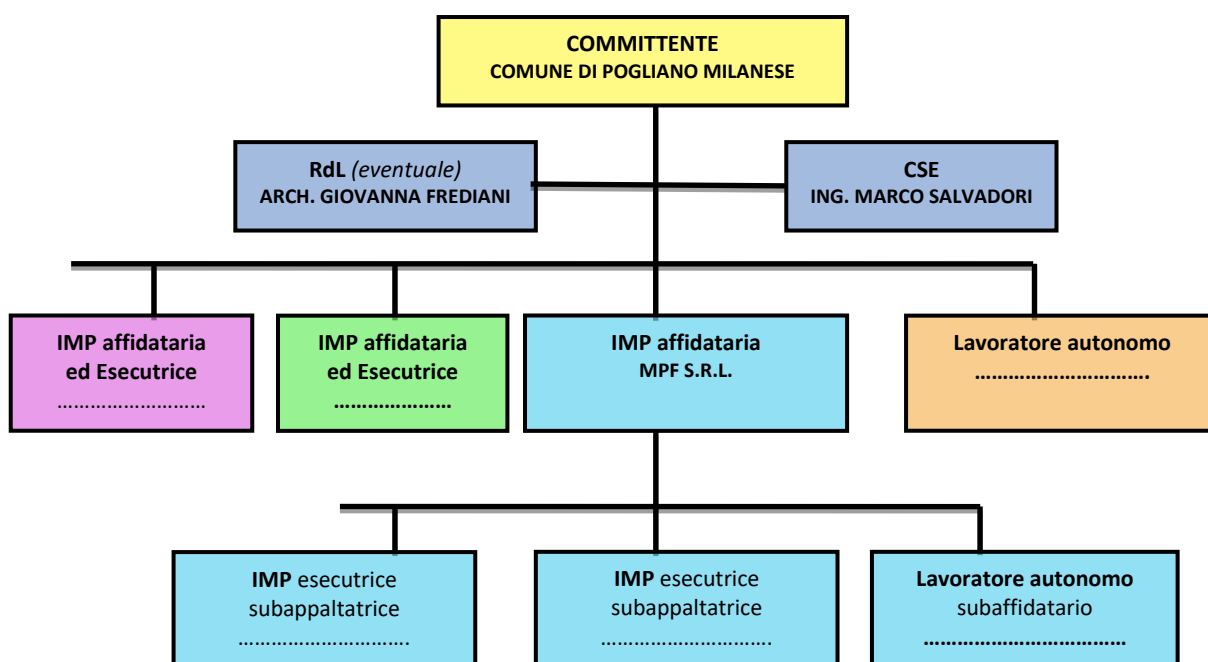 COMMITTENTE
COMUNE DI POGLIANO MILANESE
RdL (eventuale)
ARCH. GIOVANNA FREDIANI
CSE
ING. MARCO SALVADORI
IMP affidataria
ed Esecutrice
………………………
IMP affidataria
ed Esecutrice
…………………
IMP affidataria
MPF S.R.L.
Lavoratore autonomo
………………………….
IMP esecutrice
subappaltatrice
………………………….
IMP esecutrice
subappaltatrice
………………………….
Lavoratore autonomo
subaffidatario
………………………………